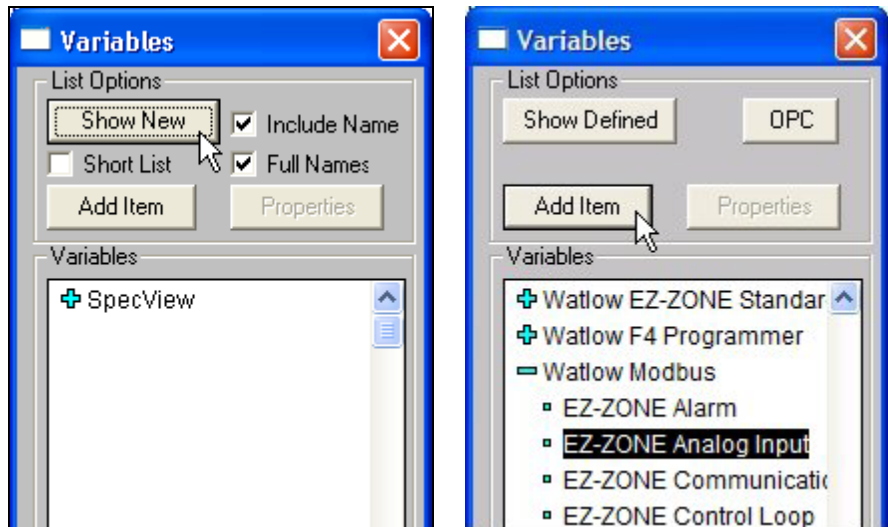 Variables
List Options
Show New
Include Name
Short List
Full Names
Add Item
Properties
Variables
SpecView
Variables
List Options
Show Defined
OPC
Add Item
Properties
Variables
Watlow EZ-ZONE Standar
Watlow F4 Programmer
Watlow Modbus
EZ-ZONE Alarm
EZ-ZONE Analog Input
EZ-ZONE Communicatio
EZ-ZONE Control Loop